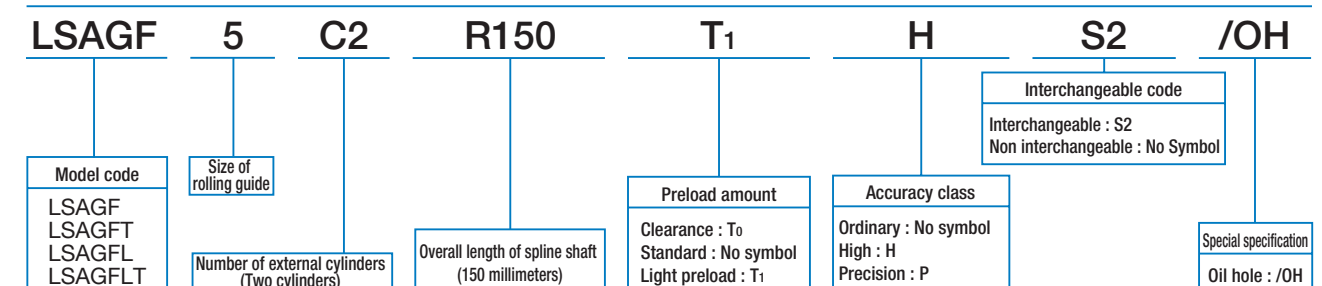 LSAGF 5 C2 R150 T1 H S2 /OH
Interchangeable code
Interchangeable : S2
Non interchangeable : No Symbol
Model code
LSAGF
LSAGFT
LSAGFL
LSAGFLT
Size of
rolling guide
Number of external cylinders
(Two cylinders)
Overall length of spline shaft
(150 millimeters)
Preload amount
Clearance : T0
Standard : No symbol
Light preload : T1
Accuracy class
Ordinary : No symbol
High : H
Precision : P
Special specification
Oil hole : /OH